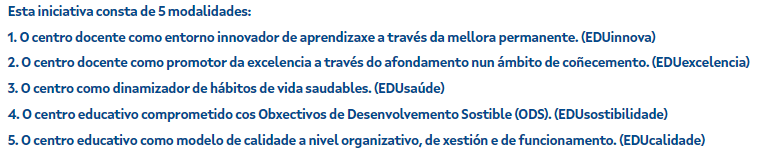 Esta iniciativa consta de 5 modalidades:
1. O centro docente como entorno innovador de aprendizaxe a través da mellora permanente. (EDUinnova)
2. O centro docente como promotor da excelencia a través do afondamento nun ámbito de coñecemento. (EDUexcelencia)
3. O centro como dinamizador de hábitos de vida saudables. (EDUsaúde)
4. O centro educativo comprometido cos Obxectivos de Desenvolvemento Sostible (ODS). (EDUsostibilidade)
5. O centro educativo como modelo de calidade a nivel organizativo, de xestión e de funcionamento. (EDUcalidade)